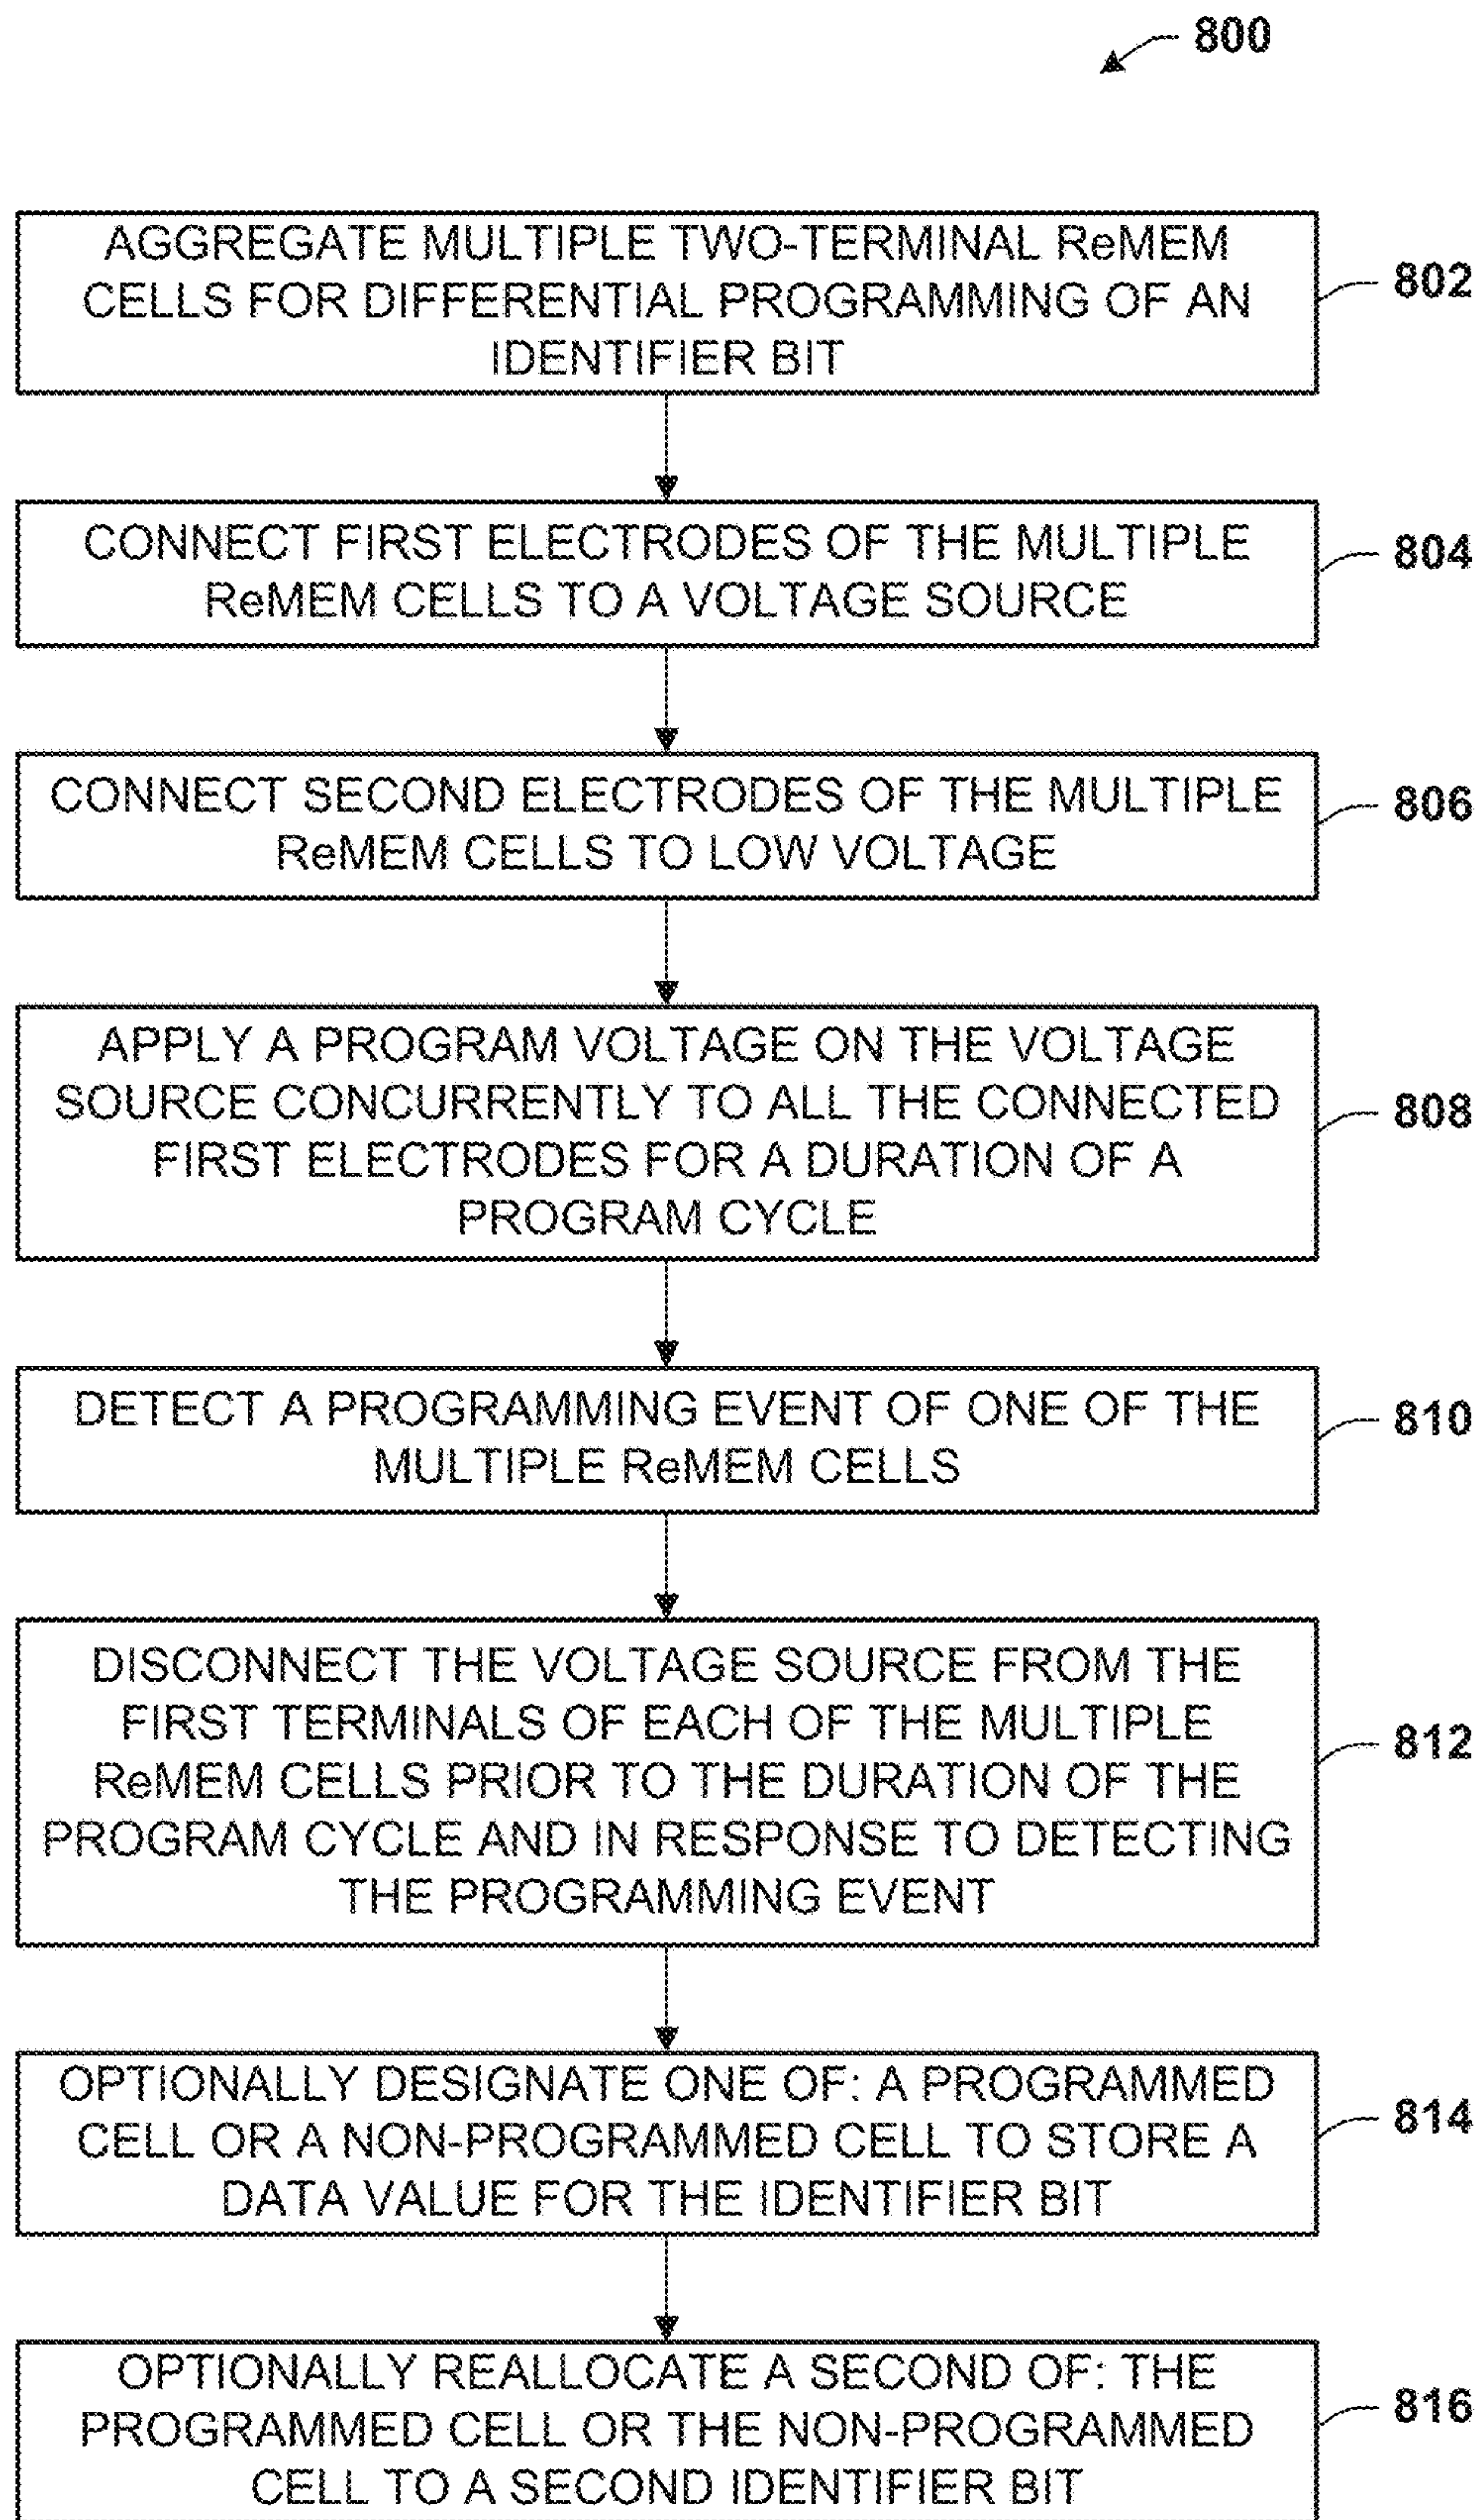 800
AGGREGATE MULTIPLE TWO-TERMINAL ReMEM
CELLS FOR DIFFERENTIAL PROGRAMMING OF AN
IDENTIFIER BIT
802
CONNECT FIRST ELECTRODES OF THE MULTIPLE
ReMEM CELLS TO A VOLTAGE SOURCE
804
CONNECT SECOND ELECTRODES OF THE MULTIPLE
ReMEM CELLS TO LOW VOLTAGE
806
APPLY A PROGRAM VOLTAGE ON THE VOLTAGE
SOURCE CONCURRENTLY TO ALL THE CONNECTED
FIRST ELECTRODES FOR A DURATION OF A
PROGRAM CYCLE
808
DETECT A PROGRAMMING EVENT OF ONE OF THE
MULTIPLE ReMEM CELLS
810
DISCONNECT THE VOLTAGE SOURCE FROM THE
FIRST TERMINALS OF EACH OF THE MULTIPLE
ReMEM CELLS PRIOR TO THE DURATION OF THE
PROGRAM CYCLE AND IN RESPONSE TO DETECTING
THE PROGRAMMING EVENT
812
OPTIONALLY DESIGNATE ONE OF: A PROGRAMMED
CELL OR A NON-PROGRAMMED CELL TO STORE A
DATA VALUE FOR THE IDENTIFIER BIT
814
OPTIONALLY REALLOCATE A SECOND OF: THE
PROGRAMMED CELL OR THE NON-PROGRAMMED
CELL TO A SECOND IDENTIFIER BIT
816